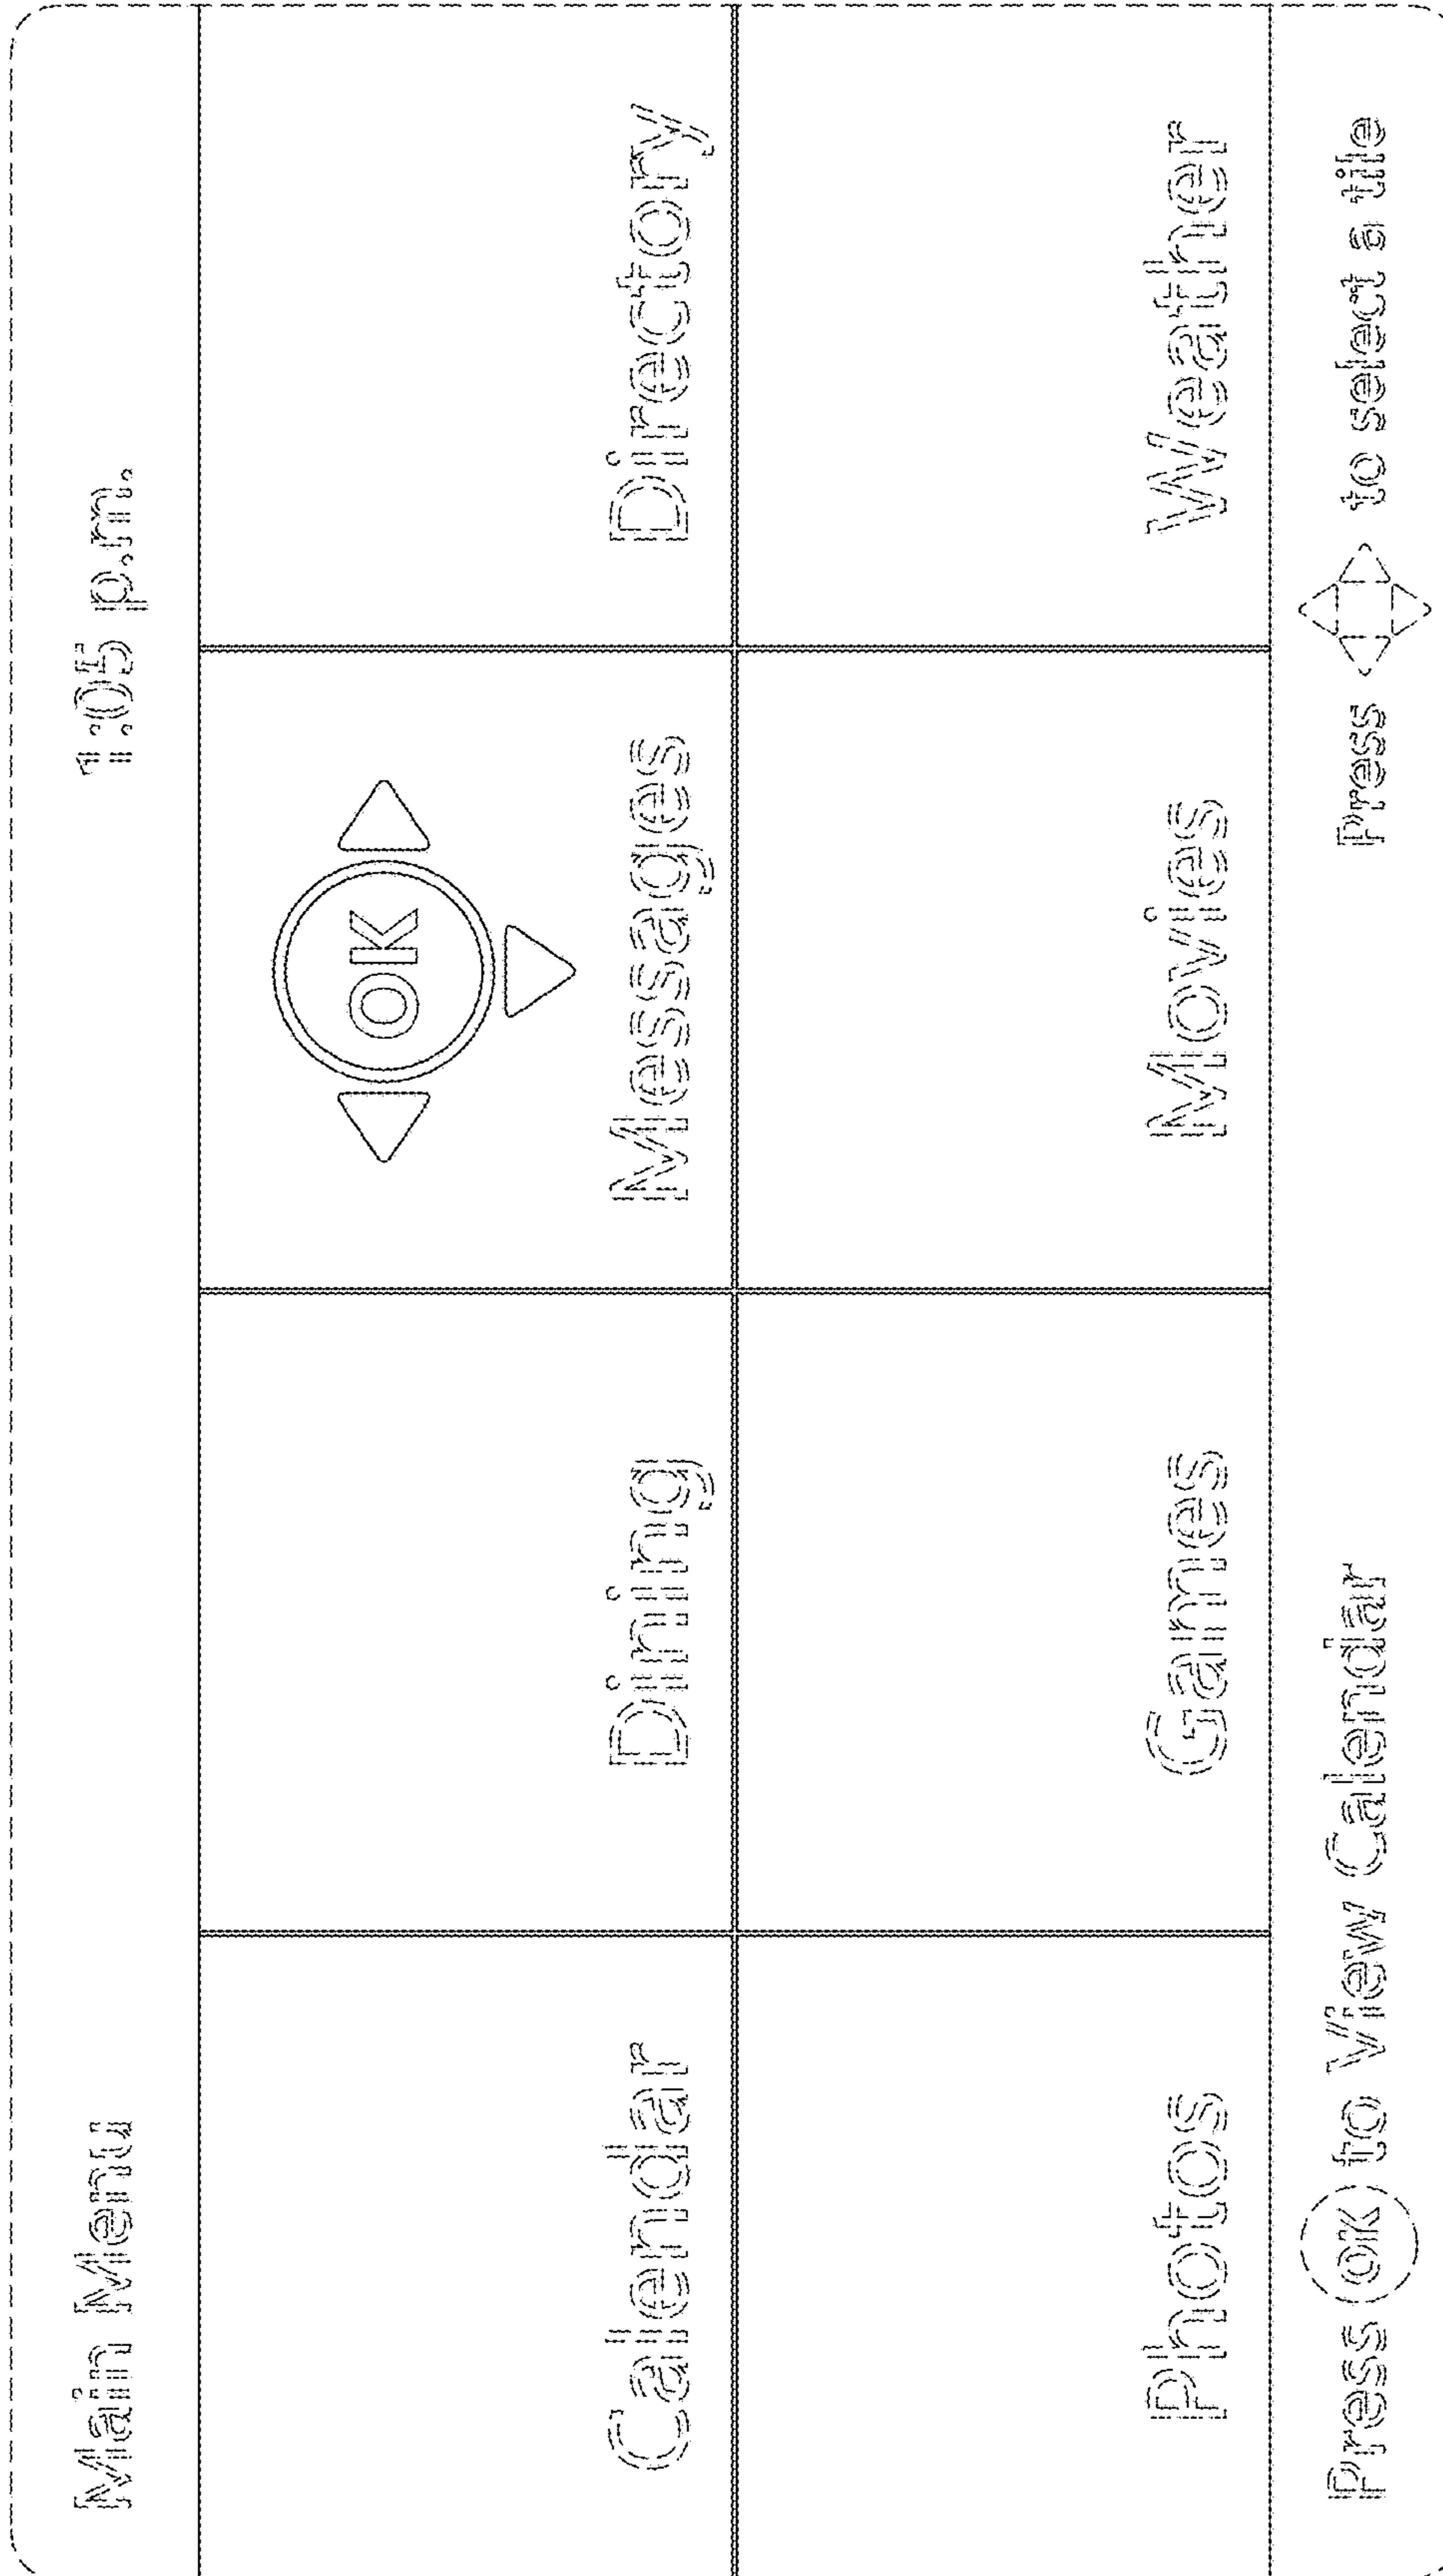 Main Menu 1:05 p.m.
OK
Calendar Dining Messages Directory
Photos Games Movies Weather
Press OK to View Calendar Press to select a tile